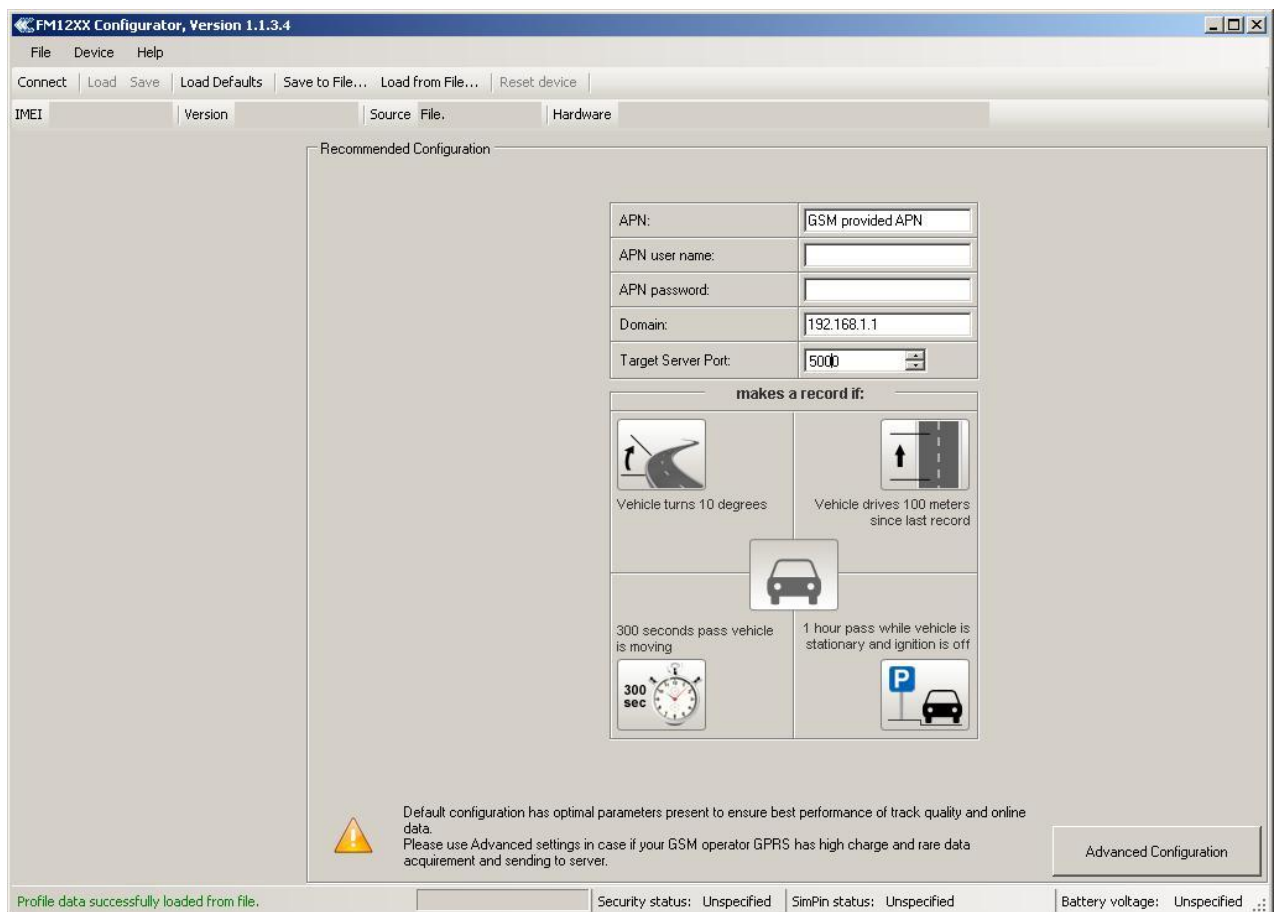 FM12XX Configurator, Version 1.1.3.4
File Device Help
Connect Load Save Load Defaults Save to File... Load from File... Reset device
IMEI Version Source File. Hardware
Recommended Configuration
APN: GSM provided APN
APN user name:
APN password:
Domain: 192.168.1.1
Target Server Port: 5000
makes a record if:
Vehicle turns 10 degrees
Vehicle drives 100 meters
since last record
300 seconds pass vehicle
is moving
1 hour pass while vehicle is
stationary and ignition is off
300
sec
P
Default configuration has optimal parameters present to ensure best performance of track quality and online
data.
Please use Advanced settings in case if your GSM operator GPRS has high charge and rare data
acquirement and sending to server.
Advanced Configuration
Profile data successfully loaded from file. Security status: Unspecified SimPin status: Unspecified Battery voltage: Unspecified